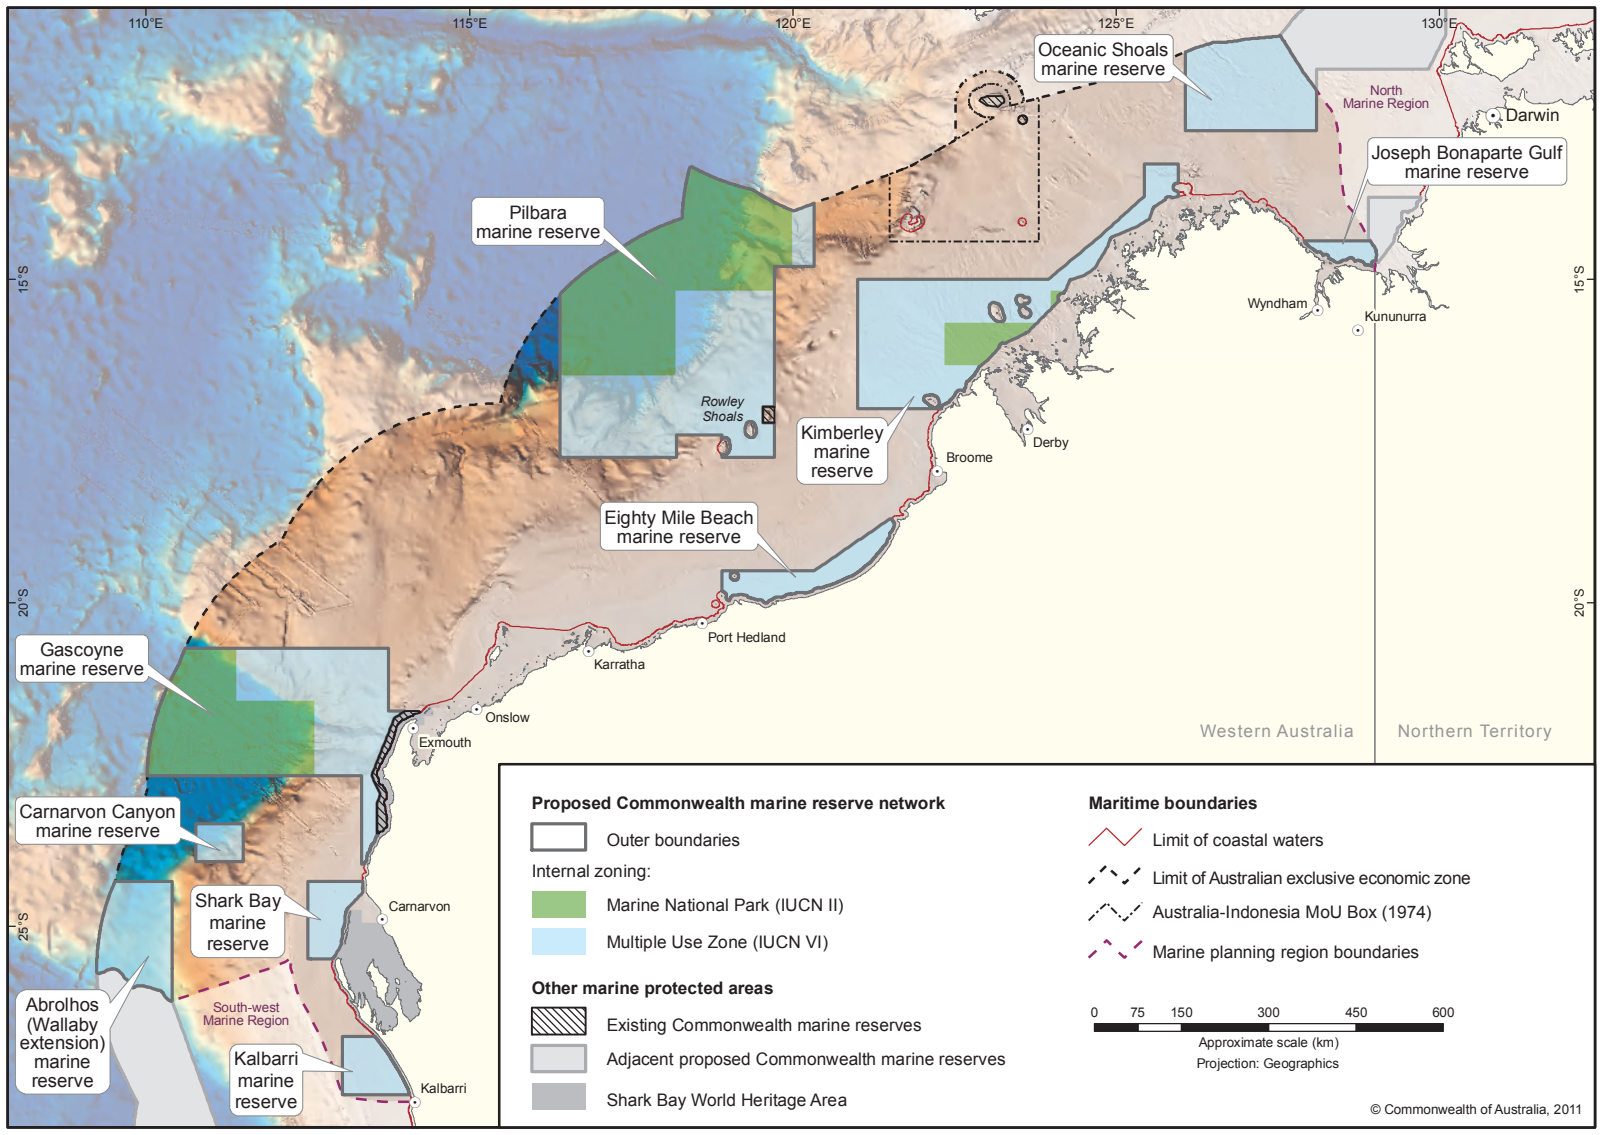 110°E
115°E
120°E
125°E
130°E
15°S
20°S
25°S
15°S
20°S
Oceanic Shoals
marine reserve
North
Marine Region
Darwin
Joseph Bonaparte Gulf
marine reserve
Pilbara
marine reserve
Wyndham
Kununurra
Rowley
Shoals
Kimberley
marine
reserve
Derby
Broome
Eighty Mile Beach
marine reserve
Port Hedland
Karratha
Gascoyne
marine reserve
Onslow
Exmouth
Western Australia
Northern Territory
Carnarvon Canyon
marine reserve
Shark Bay
marine
reserve
Carnarvon
Abrolhos
(Wallaby
extension)
marine
reserve
South-west
Marine Region
Kalbarri
marine
reserve
Kalbarri
Proposed Commonwealth marine reserve network
Outer boundaries
Internal zoning:
Marine National Park (IUCN II)
Multiple Use Zone (IUCN VI)
Other marine protected areas
Existing Commonwealth marine reserves
Adjacent proposed Commonwealth marine reserves
Shark Bay World Heritage Area
Maritime boundaries
Limit of coastal waters
Limit of Australian exclusive economic zone
Australia-Indonesia MoU Box (1974)
Marine planning region boundaries
0 75 150 300 450 600
Approximate scale (km)
Projection: Geographics
© Commonwealth of Australia, 2011